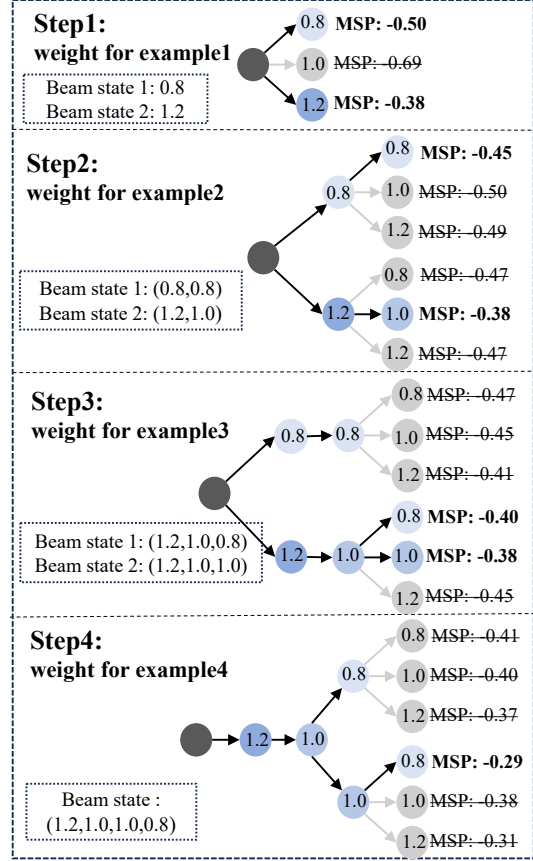 Step1:
weight for example1
Beam state 1: 0.8
Beam state 2: 1.2
0.8 MSP: -0.50
1.0 MSP: -0.69
1.2 MSP: -0.38
Step2:
weight for example2
Beam state 1: (0.8,0.8)
Beam state 2: (1.2,1.0)
0.8
1.2
0.8 MSP: -0.45
1.0 MSP: -0.50
1.2 MSP: -0.49
0.8 MSP: -0.47
1.0 MSP: -0.38
1.2 MSP: -0.47
Step3:
weight for example3
Beam state 1: (1.2,1.0,0.8)
Beam state 2: (1.2,1.0,1.0)
0.8 0.8
1.2 1.0
0.8 MSP: -0.47
1.0 MSP: -0.45
1.2 MSP: -0.41
0.8 MSP: -0.40
1.0 MSP: -0.38
1.2 MSP: -0.45
Step4:
weight for example4
Beam state :
(1.2,1.0,1.0,0.8)
1.2 1.0
0.8
1.0
0.8 MSP: -0.41
1.0 MSP: -0.40
1.2 MSP: -0.37
0.8 MSP: -0.29
1.0 MSP: -0.38
1.2 MSP: -0.31